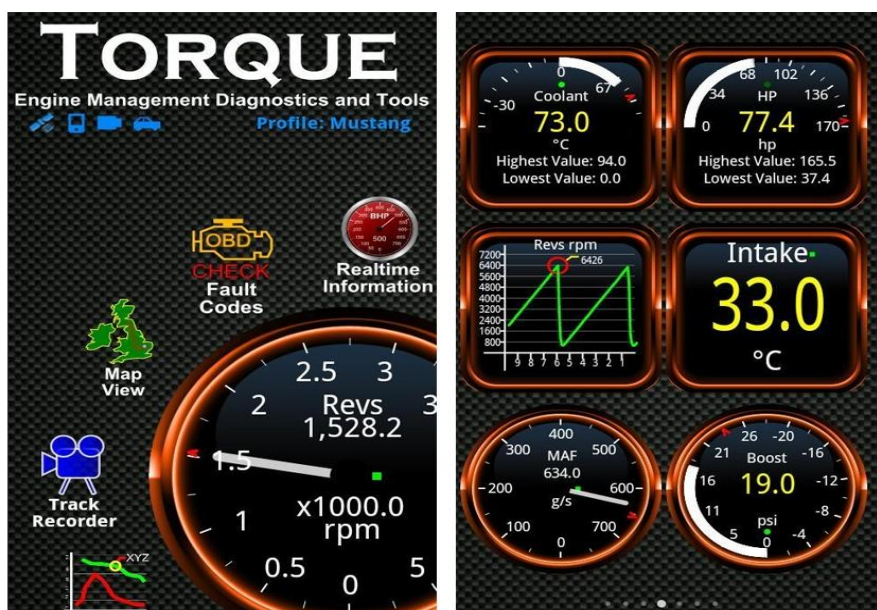 TORQUE
Engine Management Diagnostics and Tools
Profile: Mustang
OBD
CHECK
Fault
Codes
BHP
500
Realtime
Information
Map
View
Track
Recorder
XYZ
2.5 3
2 3
Revs
1,528.2
1.5
x1000.0
rpm
1
0.5 0 5
0
-30 67
Coolant
73.0
°C
Highest Value: 94.0
Lowest Value: 0.0
68 102
34 136
0 170
HP
77.4
hp
Highest Value: 165.5
Lowest Value: 37.4
Revs rpm
6426
7200
6400
5600
4800
4000
3200
2400
1600
800
9 8 7 6 5 4 3 2 1
Intake
33.0
°C
400
300 500
MAF
634.0
200 600
g/s
100 700
0
26 -20
21 -16
Boost
16 19.0 -12
11 -8
psi
5 0 -4